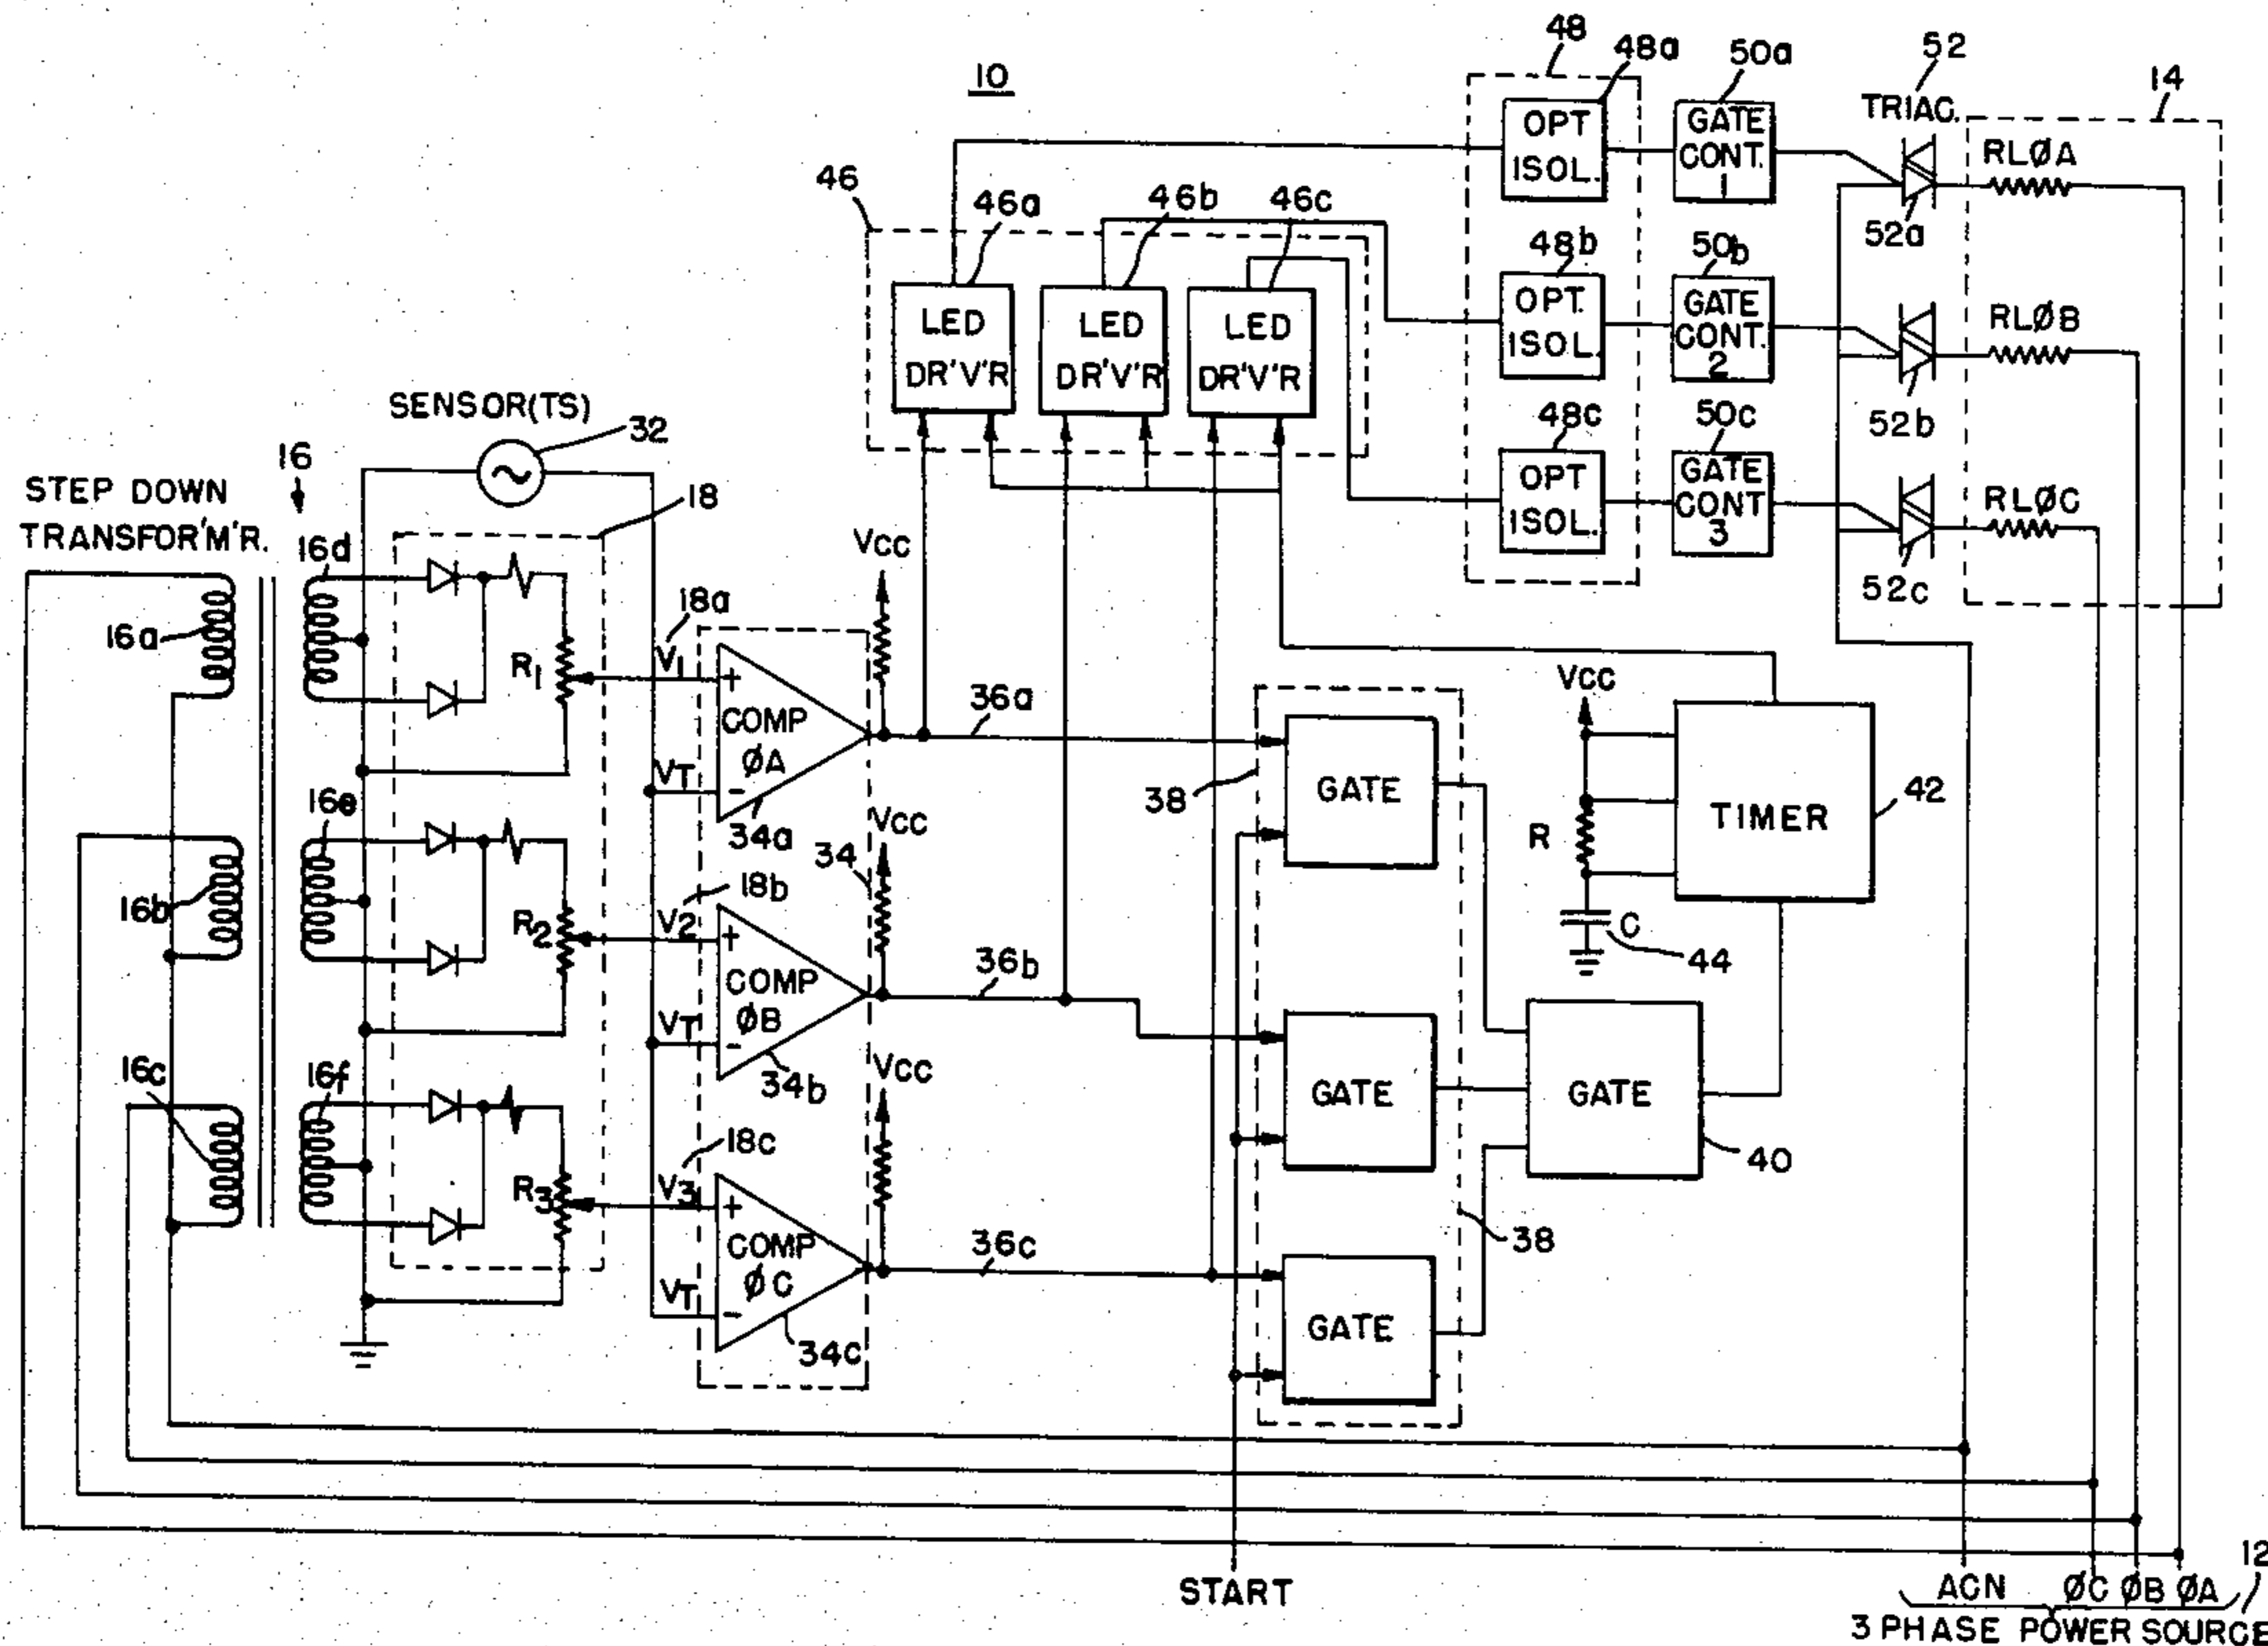 10
48
48a
50a
52
TRIAC.
14
OPT
ISOL.
GATE
CONT.
1
RLØA
52a
46
46a
46b
46c
48b
50b
LED
DR'V'R
LED
DR'V'R
LED
DR'V'R
OPT.
ISOL.
GATE
CONT.
2
RLØB
52b
48c
50c
OPT
ISOL.
GATE
CONT
3
RLØC
52c
SENSOR(TS)
32
STEP DOWN
TRANSFOR'M'R.
16
18
16d
16a
R1
18a
V1
VT
+
COMP
ØA
-
34a
VCC
36a
38
GATE
VCC
R
C
44
TIMER
42
16e
16b
R2
18b
V2
VT
+
COMP
ØB
-
34b
34
VCC
36b
GATE
GATE
40
16f
16c
R3
18c
V3
VT
+
COMP
ØC
-
34c
VCC
36c
GATE
38
START
ACN ØC ØB ØA
12
3 PHASE POWER SOURCE